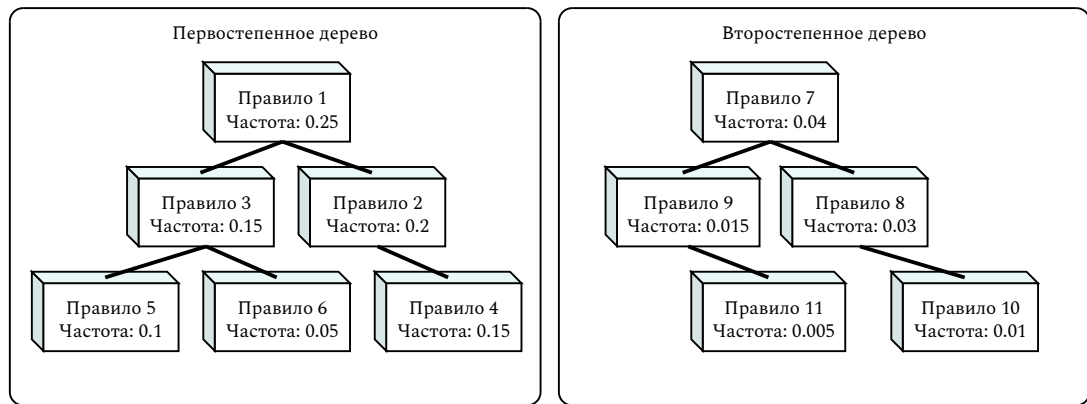 Первостепенное дерево
Правило 1
Частота: 0.25
Правило 3
Частота: 0.15
Правило 2
Частота: 0.2
Правило 5
Частота: 0.1
Правило 6
Частота: 0.05
Правило 4
Частота: 0.15
Второстепенное дерево
Правило 7
Частота: 0.04
Правило 9
Частота: 0.015
Правило 8
Частота: 0.03
Правило 11
Частота: 0.005
Правило 10
Частота: 0.01